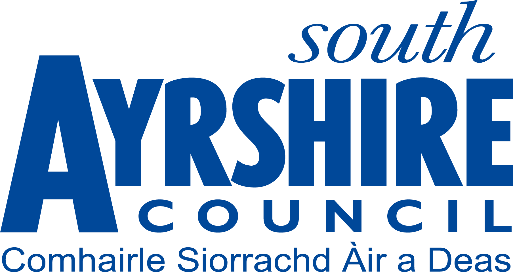 south
AYRSHIRE
COUNCIL
Comhairle Siorrachd Àir a Deas